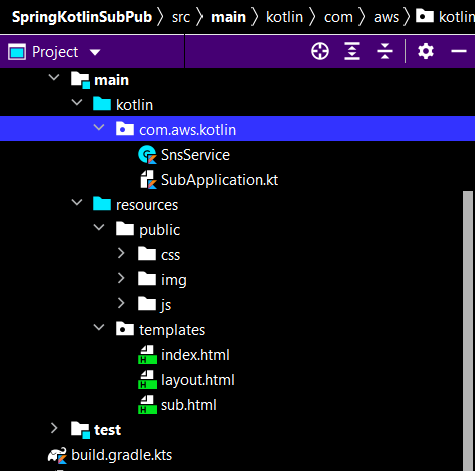 SpringKotlinSubPub 〉 src 〉 main 〉 kotlin 〉 com 〉 aws 〉 kotlin
Project
main
kotlin
com.aws.kotlin
SnsService
SubApplication.kt
resources
public
css
img
js
templates
index.html
layout.html
sub.html
test
build.gradle.kts